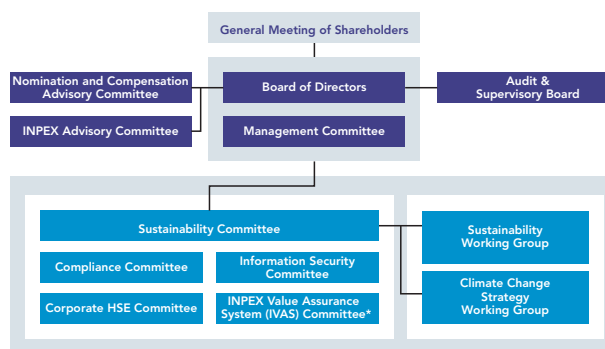 General Meeting of Shareholders
Nomination and Compensation
Advisory Committee
Board of Directors
Audit &
Supervisory Board
INPEX Advisory Committee
Management Committee
Sustainability Committee
Compliance Committee
Information Security
Committee
Corporate HSE Committee
INPEX Value Assurance
System (IVAS) Committee*
Sustainability
Working Group
Climate Change
Strategy
Working Group